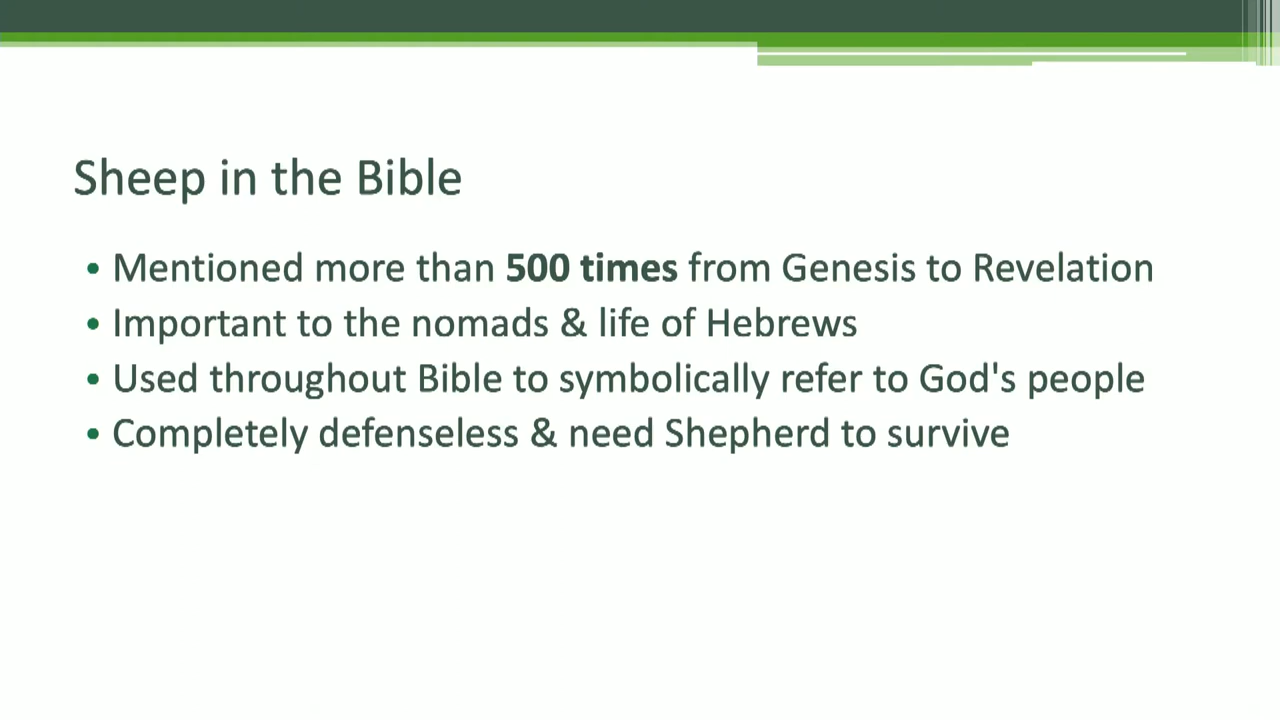 Sheep in the Bible
• Mentioned more than 500 times from Genesis to Revelation
• Important to the nomads & life of Hebrews
• Used throughout Bible to symbolically refer to God's people
• Completely defenseless & need Shepherd to survive